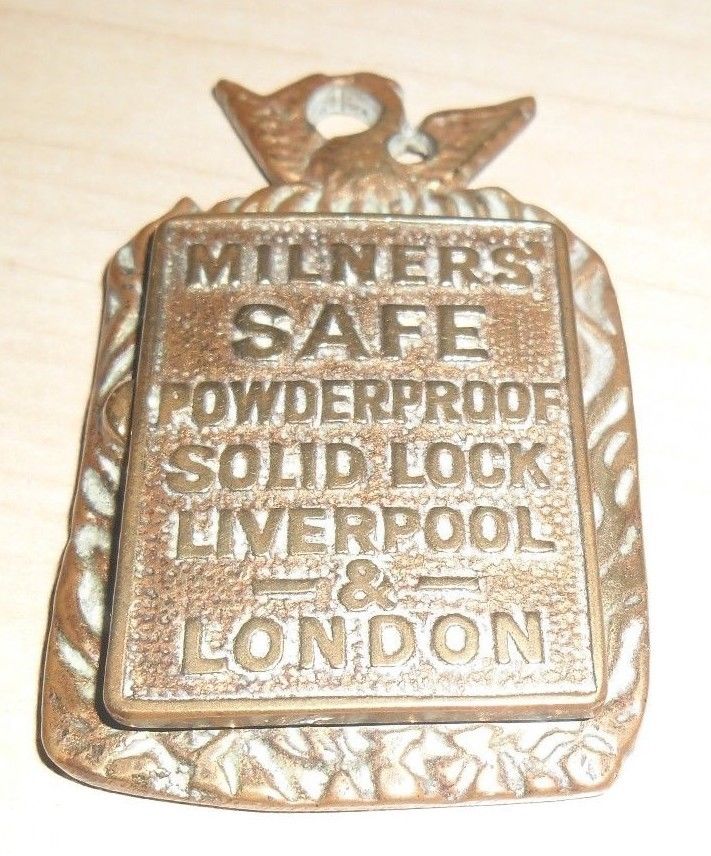 MILNERS'
SAFE
POWDERPROOF
SOLID LOCK
LIVERPOOL
— & —
LONDON